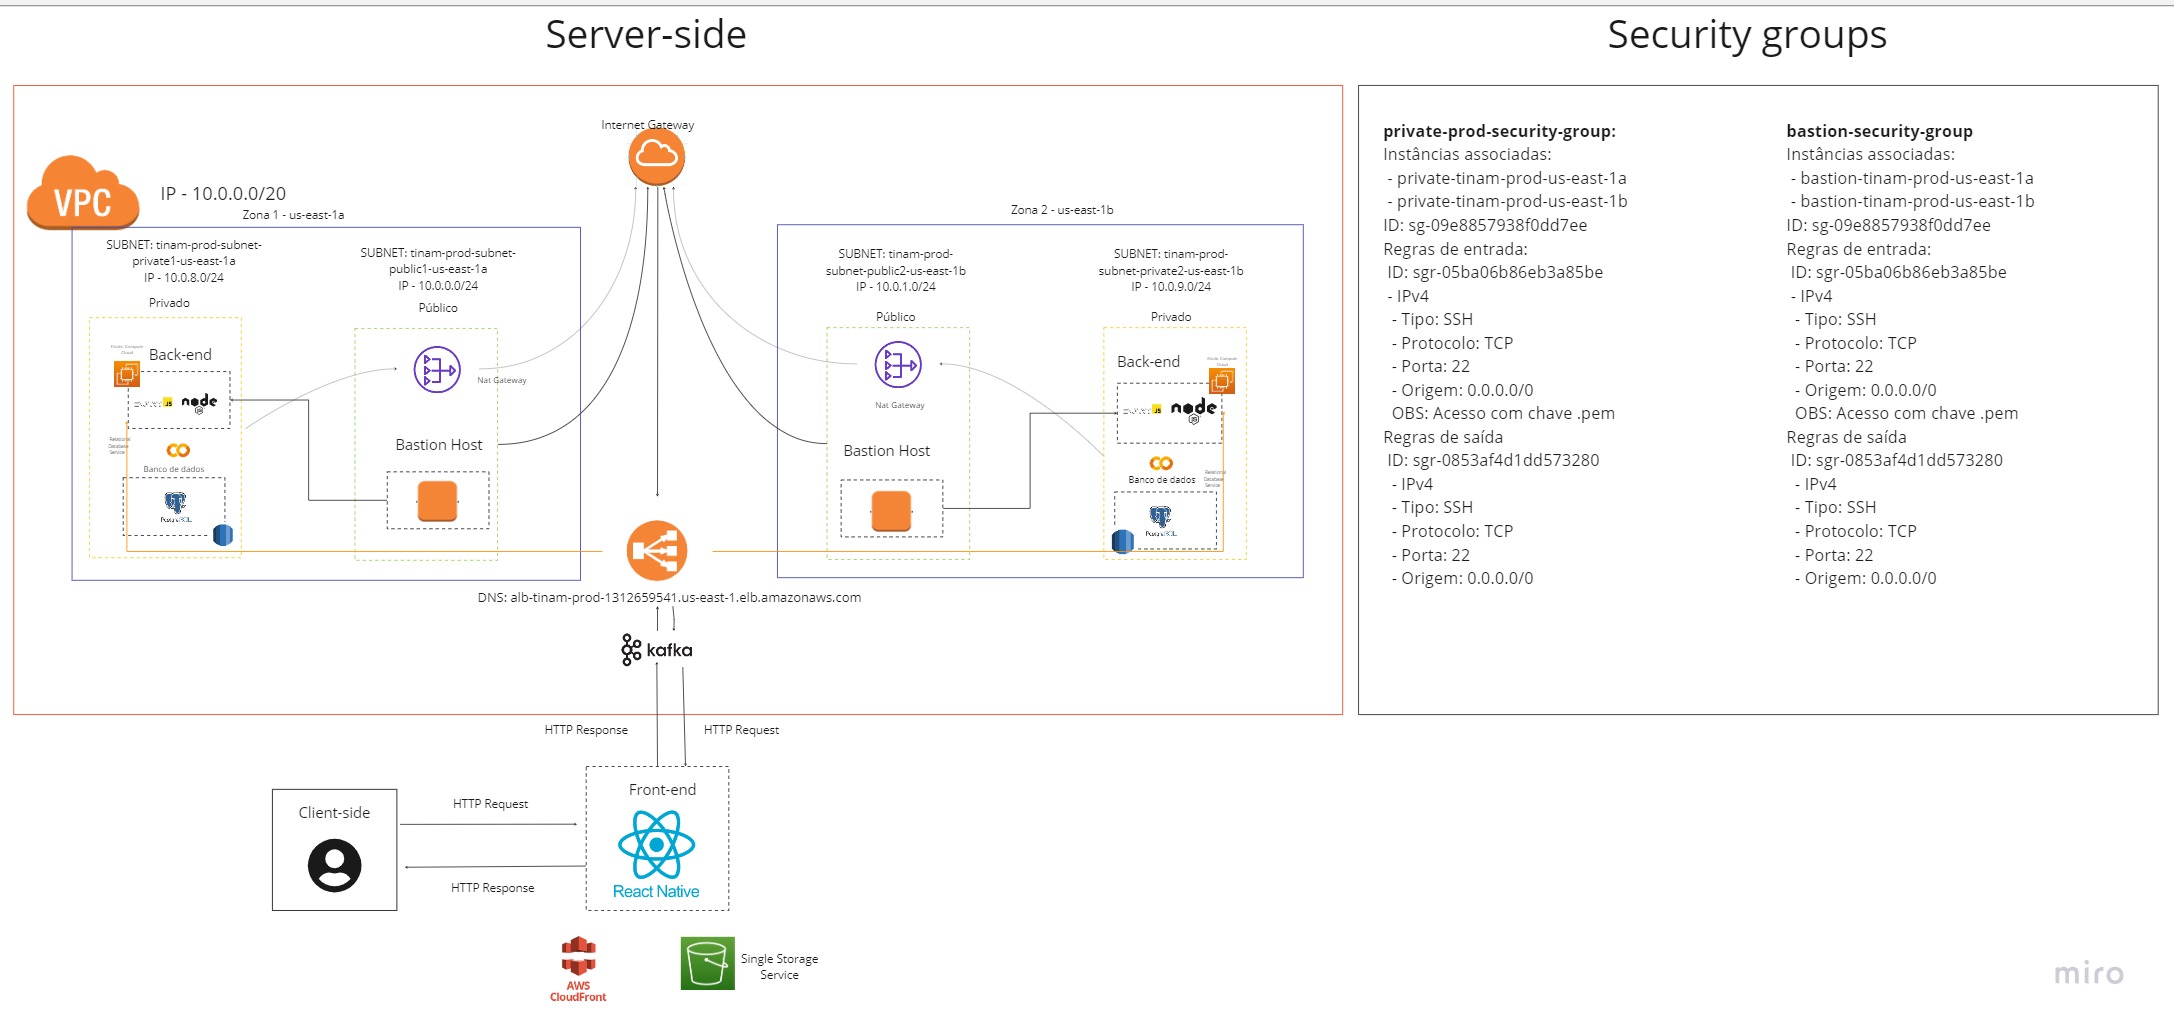 Server-side
Security groups
Internet Gateway
VPC
IP - 10.0.0.0/20
Zona 1 - us-east-1a
SUBNET: tinam-prod-subnet-
private1-us-east-1a
IP - 10.0.8.0/24
Privado
Back-end
JS
node
JS
Relational
Database
Service
Banco de dados
PostgreSQL
SUBNET: tinam-prod-subnet-
public1-us-east-1a
IP - 10.0.0.0/24
Público
Nat Gateway
Bastion Host
Zona 2 - us-east-1b
SUBNET: tinam-prod-
subnet-public2-us-east-1b
IP - 10.0.1.0/24
Público
Nat Gateway
Bastion Host
SUBNET: tinam-prod-
subnet-private2-us-east-1b
IP - 10.0.9.0/24
Privado
Back-end
JS
node
JS
Banco de dados
Relational
Database
Service
PostgreSQL
DNS: alb-tinam-prod-1312659541.us-east-1.elb.amazonaws.com
kafka
HTTP Response
HTTP Request
Client-side
HTTP Request
HTTP Response
Front-end
React Native
AWS
CloudFront
Single Storage
Service
private-prod-security-group:
Instâncias associadas:
- private-tinam-prod-us-east-1a
- private-tinam-prod-us-east-1b
ID: sg-09e8857938f0dd7ee
Regras de entrada:
ID: sgr-05ba06b86eb3a85be
- IPv4
- Tipo: SSH
- Protocolo: TCP
- Porta: 22
- Origem: 0.0.0.0/0
OBS: Acesso com chave .pem
Regras de saída
ID: sgr-0853af4d1dd573280
- IPv4
- Tipo: SSH
- Protocolo: TCP
- Porta: 22
- Origem: 0.0.0.0/0
bastion-security-group
Instâncias associadas:
- bastion-tinam-prod-us-east-1a
- bastion-tinam-prod-us-east-1b
ID: sg-09e8857938f0dd7ee
Regras de entrada:
ID: sgr-05ba06b86eb3a85be
- IPv4
- Tipo: SSH
- Protocolo: TCP
- Porta: 22
- Origem: 0.0.0.0/0
OBS: Acesso com chave .pem
Regras de saída
ID: sgr-0853af4d1dd573280
- IPv4
- Tipo: SSH
- Protocolo: TCP
- Porta: 22
- Origem: 0.0.0.0/0
miro